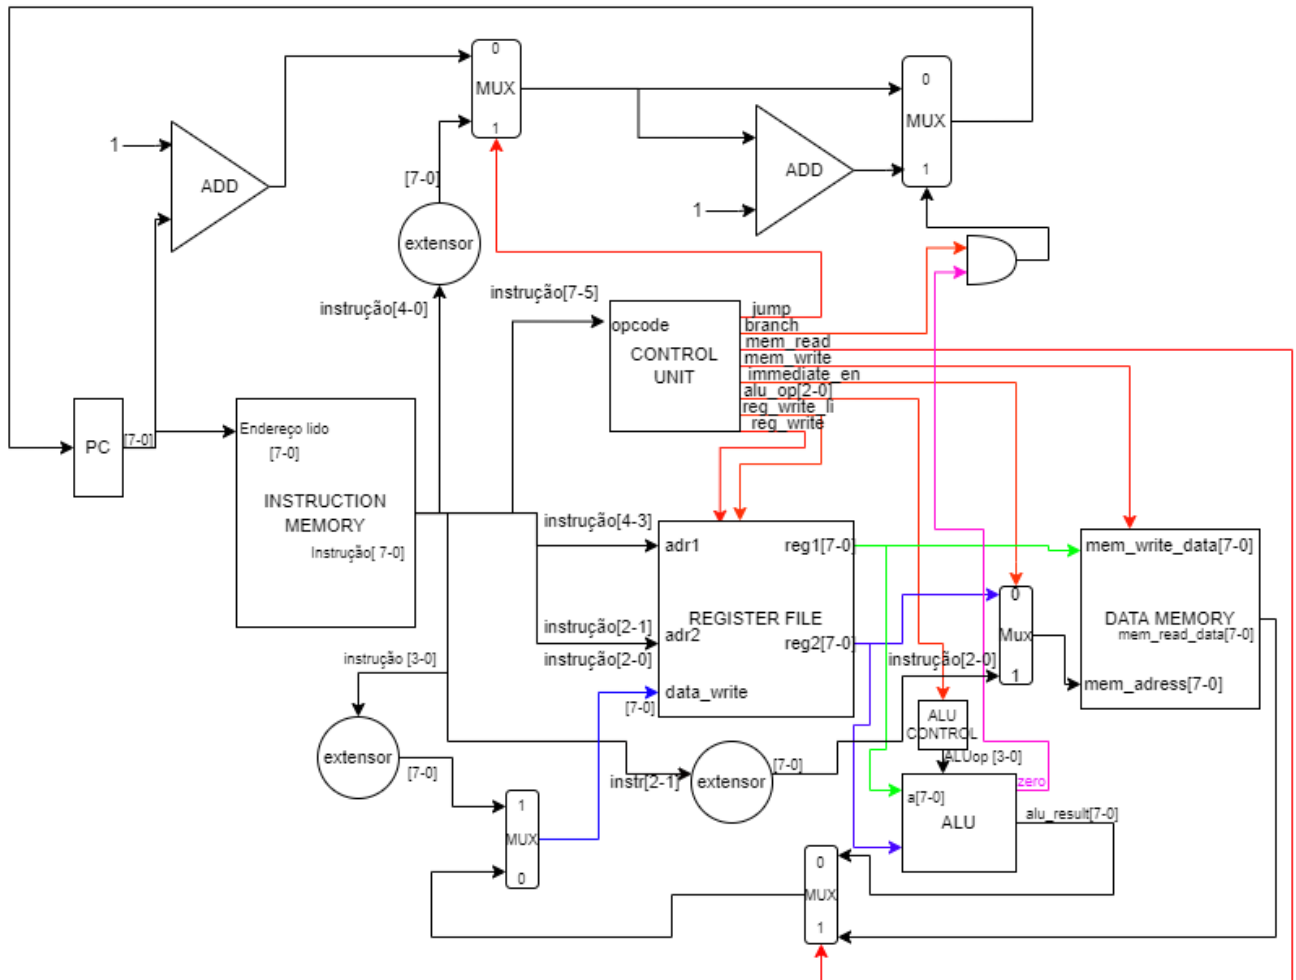 0
MUX
1
0
MUX
1
1
ADD
ADD
1
[7-0]
extensor
instrução[4-0]
instrução[7-5]
opcode
CONTROL
UNIT
jump
branch
mem_read
mem_write
immediate_en
alu_op[2-0]
reg_write_li
reg_write
PC
[7-0]
Endereço lido
[7-0]
INSTRUCTION
MEMORY
Instrução[ 7-0]
instrução[4-3]
adr1
reg1[7-0]
REGISTER FILE
instrução[2-1]
adr2
reg2[7-0]
instrução[2-0]
data_write
[7-0]
mem_write_data[7-0]
DATA MEMORY
mem_read_data[7-0]
mem_adress[7-0]
0
Mux
1
instrução[2-0]
instrução [3-0]
extensor
[7-0]
1
MUX
0
instr[2-1]
extensor
[7-0]
ALU
CONTROL
ALUop [3-0]
zero
a[7-0]
ALU
alu_result[7-0]
0
MUX
1